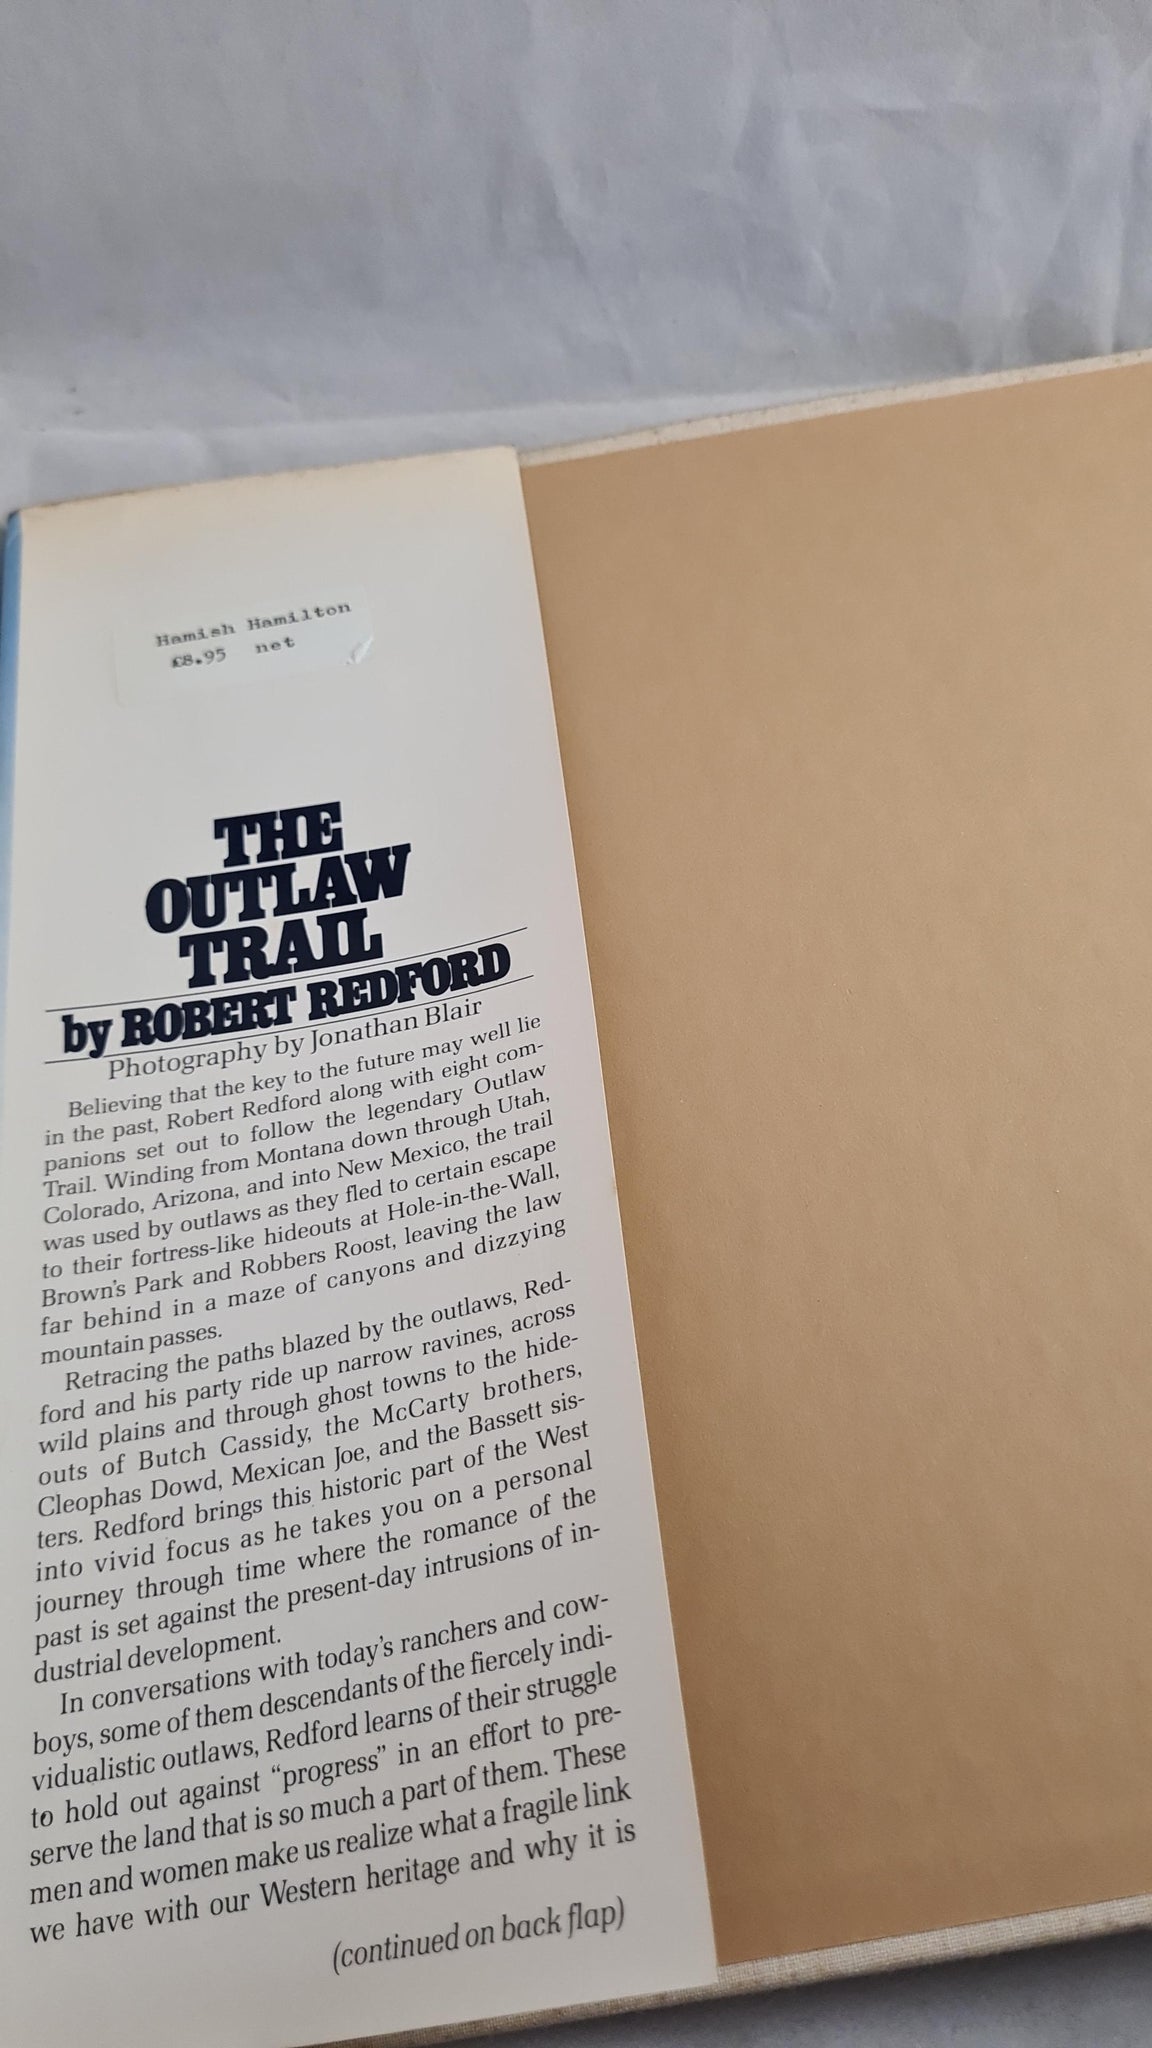 Hamish Hamilton
£8.95 net
THE
OUTLAW
TRAIL
by ROBERT REDFORD
Photography by Jonathan Blair
Believing that the key to the future may well lie
in the past, Robert Redford along with eight com-
panions set out to follow the legendary Outlaw
Trail. Winding from Montana down through Utah,
Colorado, Arizona, and into New Mexico, the trail
was used by outlaws as they fled to certain escape
to their fortress-like hideouts at Hole-in-the-Wall,
Brown's Park and Robbers Roost, leaving the law
far behind in a maze of canyons and dizzying
mountain passes.
Retracing the paths blazed by the outlaws, Red-
ford and his party ride up narrow ravines, across
wild plains and through ghost towns to the hide-
outs of Butch Cassidy, the McCarty brothers,
Cleophas Dowd, Mexican Joe, and the Bassett sis-
ters. Redford brings this historic part of the West
into vivid focus as he takes you on a personal
journey through time where the romance of the
past is set against the present-day intrusions of in-
dustrial development.
In conversations with today's ranchers and cow-
boys, some of them descendants of the fiercely indi-
vidualistic outlaws, Redford learns of their struggle
to hold out against "progress" in an effort to pre-
serve the land that is so much a part of them. These
men and women make us realize what a fragile link
we have with our Western heritage and why it is
(continued on back flap)